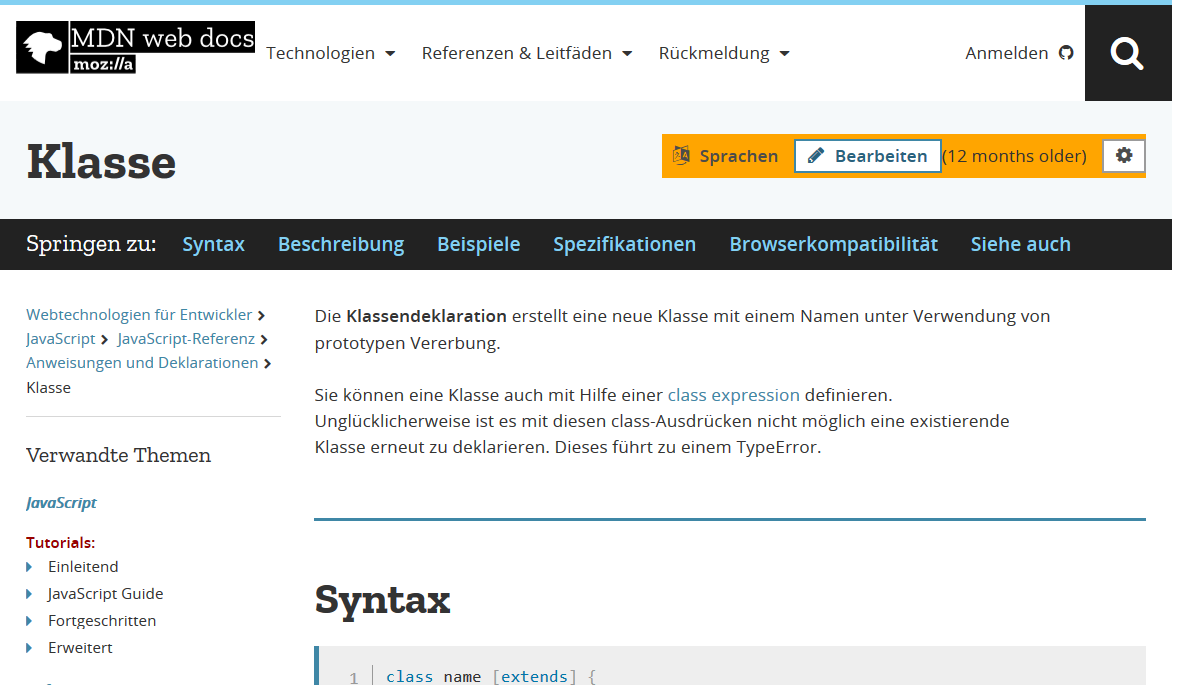 MDN web docs
moz://a
Technologien Referenzen & Leitfäden Rückmeldung Anmelden
Klasse
Sprachen Bearbeiten (12 months older)
Springen zu: Syntax Beschreibung Beispiele Spezifikationen Browserkompatibilität Siehe auch
Webtechnologien für Entwickler
JavaScript JavaScript-Referenz
Anweisungen und Deklarationen
Klasse
Verwandte Themen
JavaScript
Tutorials:
Einleitend
JavaScript Guide
Fortgeschritten
Erweitert
Die Klassendeklaration erstellt eine neue Klasse mit einem Namen unter Verwendung von
prototypen Vererbung.
Sie können eine Klasse auch mit Hilfe einer class expression definieren.
Unglücklicherweise ist es mit diesen class-Ausdrücken nicht möglich eine existierende
Klasse erneut zu deklarieren. Dieses führt zu einem TypeError.
Syntax
1 class name [extends] {